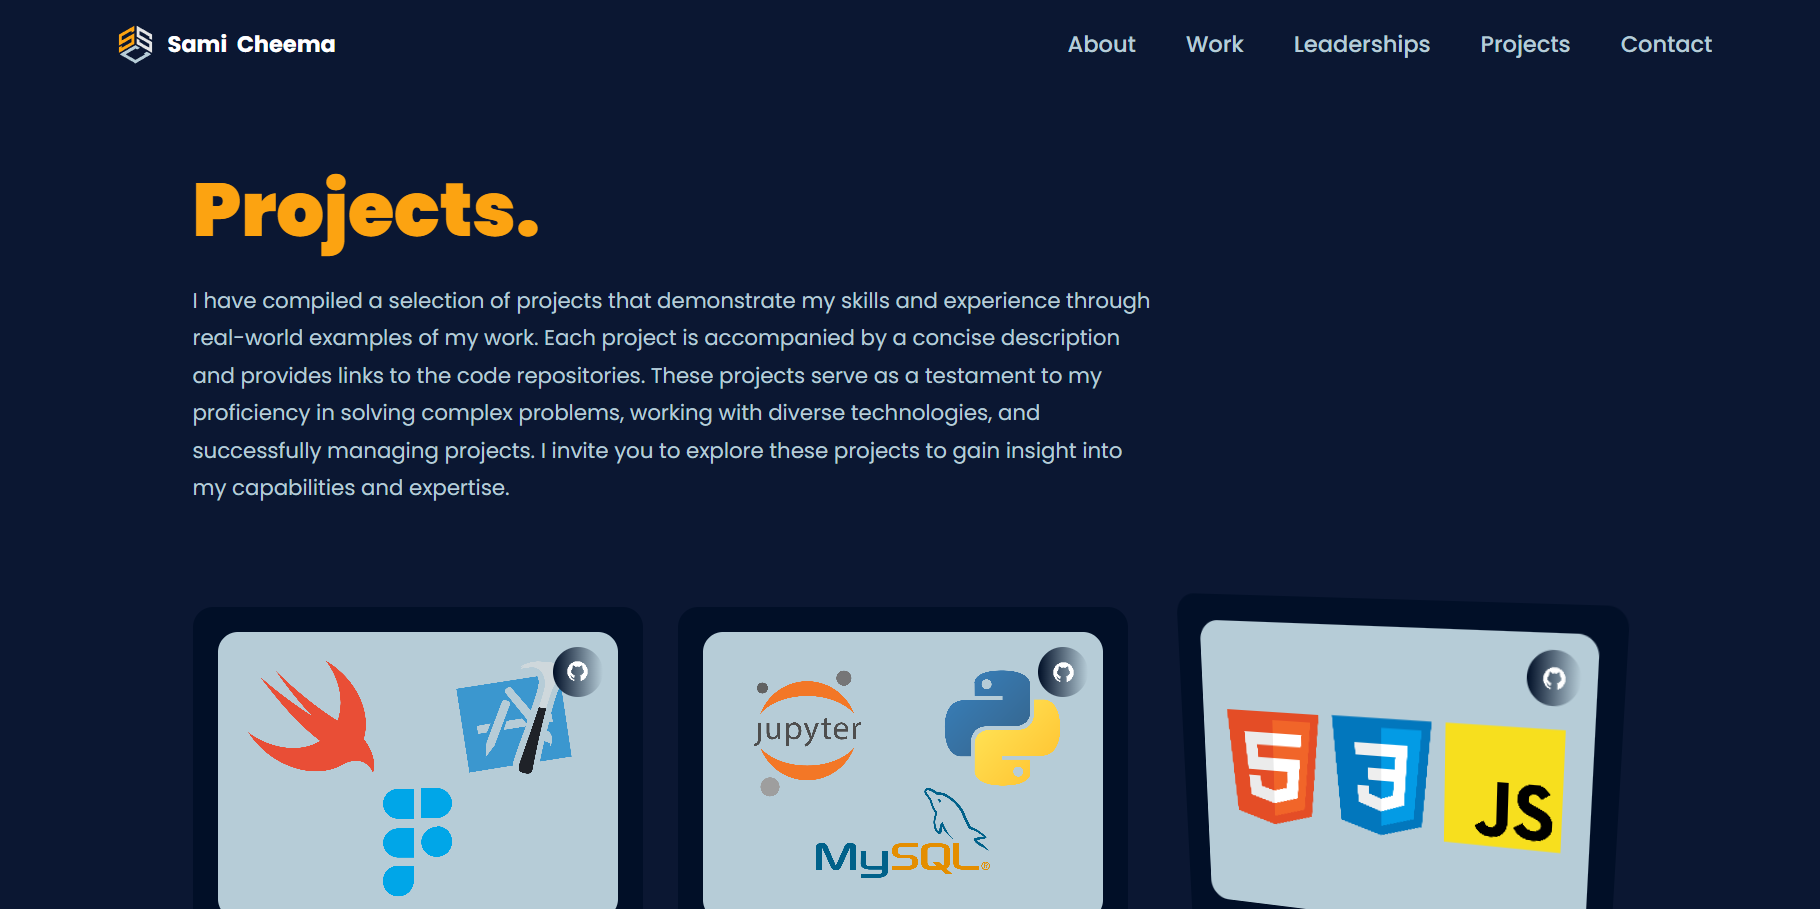 Sami Cheema
About Work Leaderships Projects Contact
Projects.
I have compiled a selection of projects that demonstrate my skills and experience through
real-world examples of my work. Each project is accompanied by a concise description
and provides links to the code repositories. These projects serve as a testament to my
proficiency in solving complex problems, working with diverse technologies, and
successfully managing projects. I invite you to explore these projects to gain insight into
my capabilities and expertise.
jupyter
MySQL®
5
3
JS